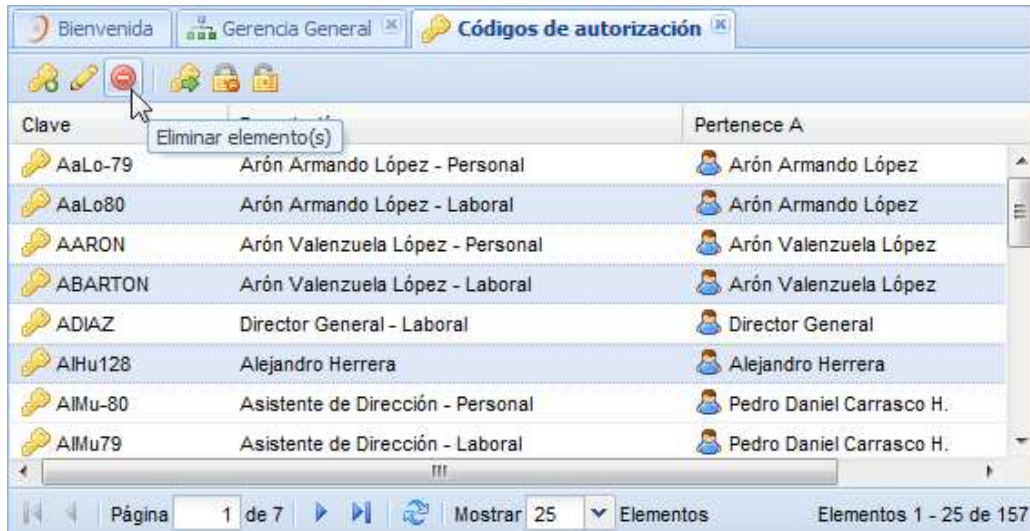 Bienvenida Gerencia General Códigos de autorización
Clave Pertenece A
Eliminar elemento(s)
AaLo-79 Arón Armando López - Personal Arón Armando López
AaLo80 Arón Armando López - Laboral Arón Armando López
AARON Arón Valenzuela López - Personal Arón Valenzuela López
ABARTON Arón Valenzuela López - Laboral Arón Valenzuela López
ADIAZ Director General - Laboral Director General
AlHu128 Alejandro Herrera Alejandro Herrera
AlMu-80 Asistente de Dirección - Personal Pedro Daniel Carrasco H.
AlMu79 Asistente de Dirección - Laboral Pedro Daniel Carrasco H.
Página 1 de 7 Mostrar 25 Elementos Elementos 1 - 25 de 157